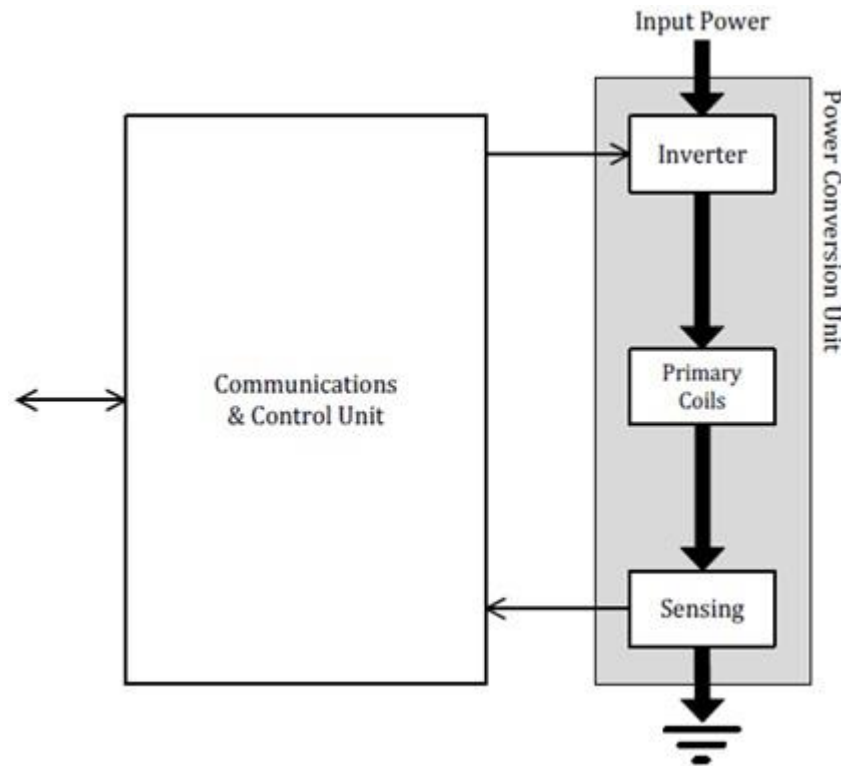 Input Power
Inverter
Power Conversion Unit
Primary
Coils
Communications
& Control Unit
Sensing